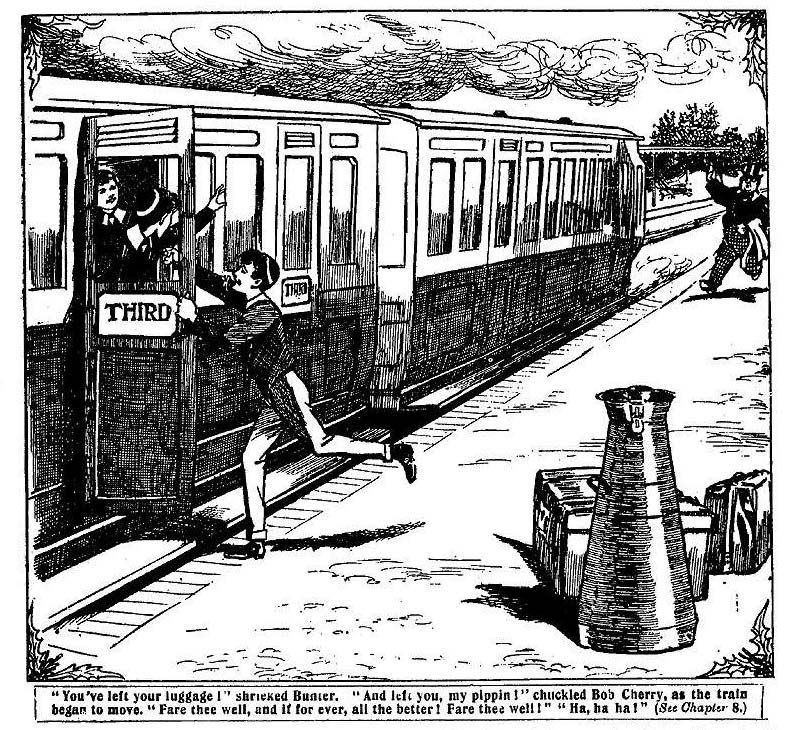 THIRD
THIRD
"You've left your luggage!" shrieked Bunter. "And left you, my pippin!" chuckled Bob Cherry, as the train
began to move. "Fare thee well, and if for ever, all the better! Fare thee well!" "Ha, ha ha!" (See Chapter 8.)